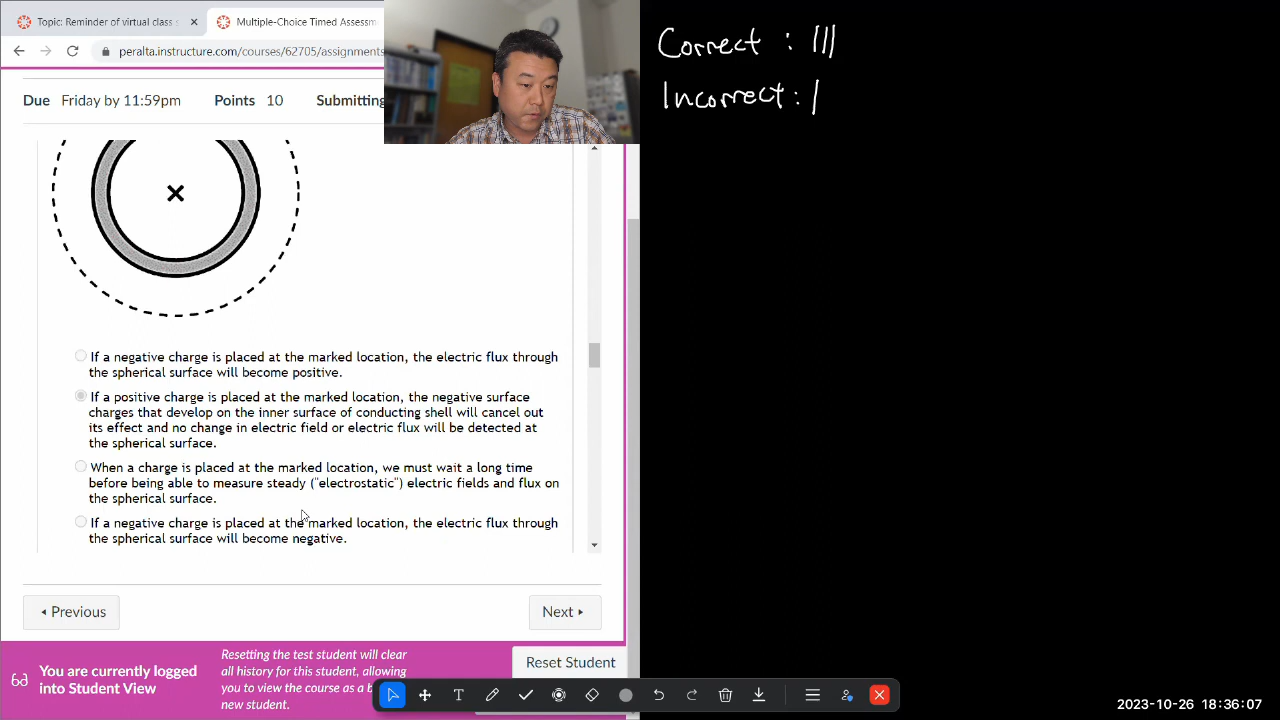 Topic: Reminder of virtual class s
Multiple-Choice Timed Assessm
peralta.instructure.com/courses/62705/assignments
Due Friday by 11:59pm Points 10 Submitting
If a negative charge is placed at the marked location, the electric flux through
the spherical surface will become positive.
If a positive charge is placed at the marked location, the negative surface
charges that develop on the inner surface of conducting shell will cancel out
its effect and no change in electric field or electric flux will be detected at
the spherical surface.
When a charge is placed at the marked location, we must wait a long time
before being able to measure steady ("electrostatic") electric fields and flux on
the spherical surface.
If a negative charge is placed at the marked location, the electric flux through
the spherical surface will become negative.
Previous
Next
You are currently logged
into Student View
Resetting the test student will clear
all history for this student, allowing
you to view the course as a b
new student.
Reset Student
Correct : |||
Incorrect : |
2023-10-26 18:36:07